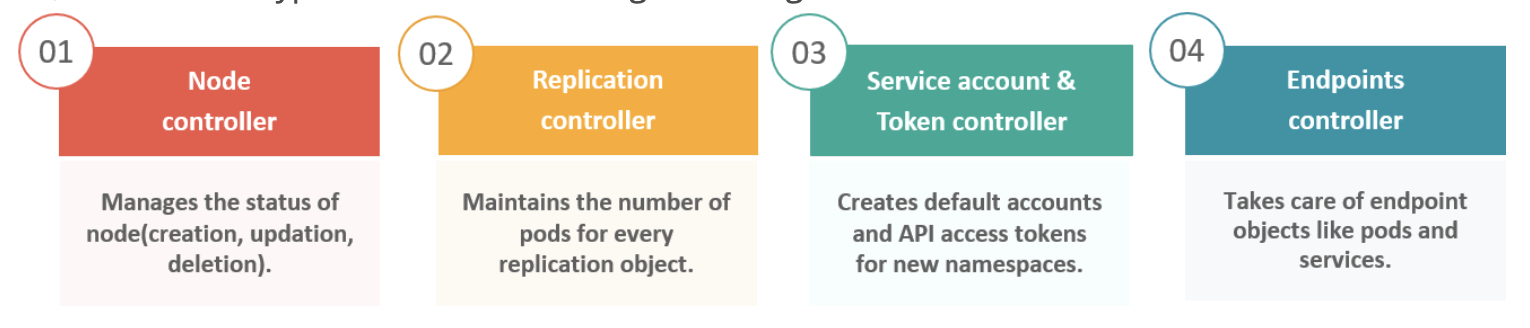 01
Node
controller
Manages the status of
node(creation, updation,
deletion).
02
Replication
controller
Maintains the number of
pods for every
replication object.
03
Service account &
Token controller
Creates default accounts
and API access tokens
for new namespaces.
04
Endpoints
controller
Takes care of endpoint
objects like pods and
services.